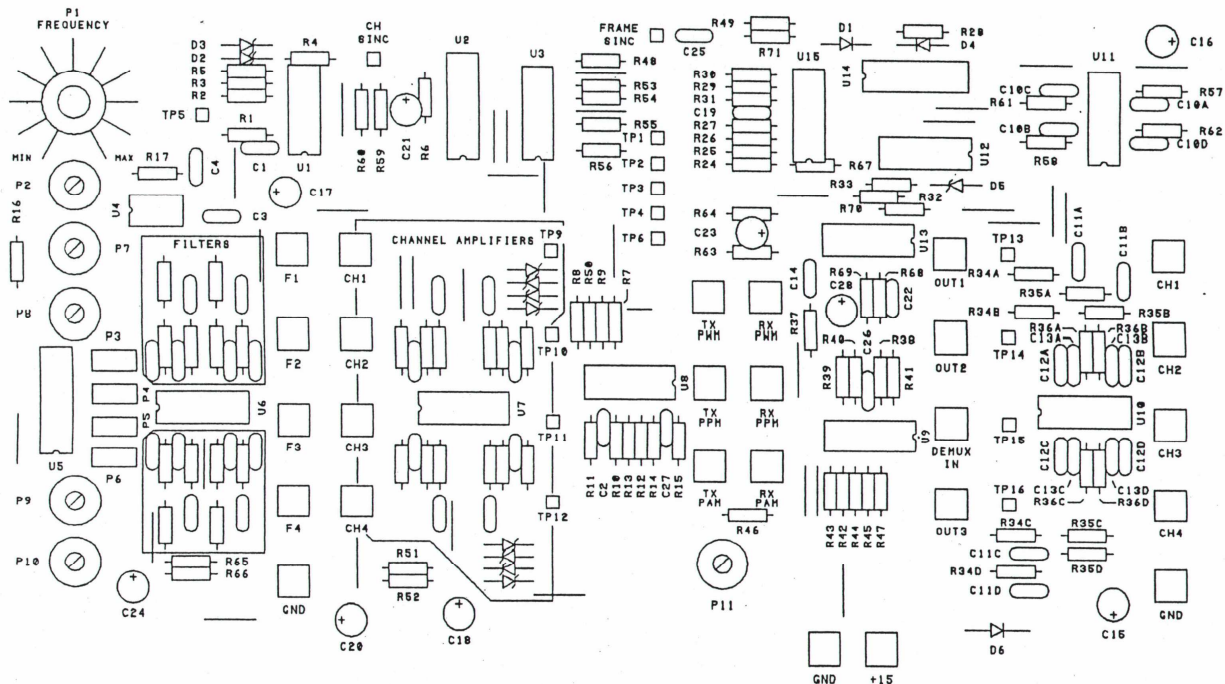 P1
FREQUENCY
D3
D2
R5
R3
R2
TP5
R1
R4
CH
SINC
U2
U3
FRAME
SINC
C25
R49
R71
D1
U15
U14
R28
D4
C16
U11
R48
R53
R54
R55
R56
TP1
TP2
TP3
TP4
TP6
R30
R29
R31
C19
R27
R26
R25
R24
R67
U12
C10C
R61
C10B
R58
R57
C10A
R62
C10D
MIN
MAX
R17
C4
C1
U1
C17
R60
R59
C21
R6
P2
U4
C3
R16
P7
P8
FILTERS
F1
CH1
CHANNEL AMPLIFIERS
TP9
R8
R50
R9
R7
R64
C23
R63
R33
R70
R32
D5
U13
OUT1
TP13
R34A
C11A
C11B
R35A
CH1
C14
R69
R68
C28
C22
R37
TX
PWM
RX
PWM
R34B
R36A
C13A
R36B
C13B
R35B
P3
F2
CH2
TP10
C26
R40
R38
OUT2
TP14
C12A
C12B
CH2
P4
P5
U6
U7
U8
R39
R41
TX
PPM
RX
PPM
U5
P6
F3
CH3
TP11
U9
DEMUX
IN
TP15
U10
CH3
R11
C2
R10
R13
R12
R14
C27
R15
C12C
C13C
R36C
C12D
C13D
R36D
P9
F4
CH4
TP12
TX
PAM
RX
PAM
R46
R43
R42
R44
R45
R47
OUT3
TP16
R34C
R35C
CH4
P10
R65
R66
R51
R52
C11C
R34D
R35D
C11D
C24
GND
C20
C18
P11
C15
GND
D6
GND
+15